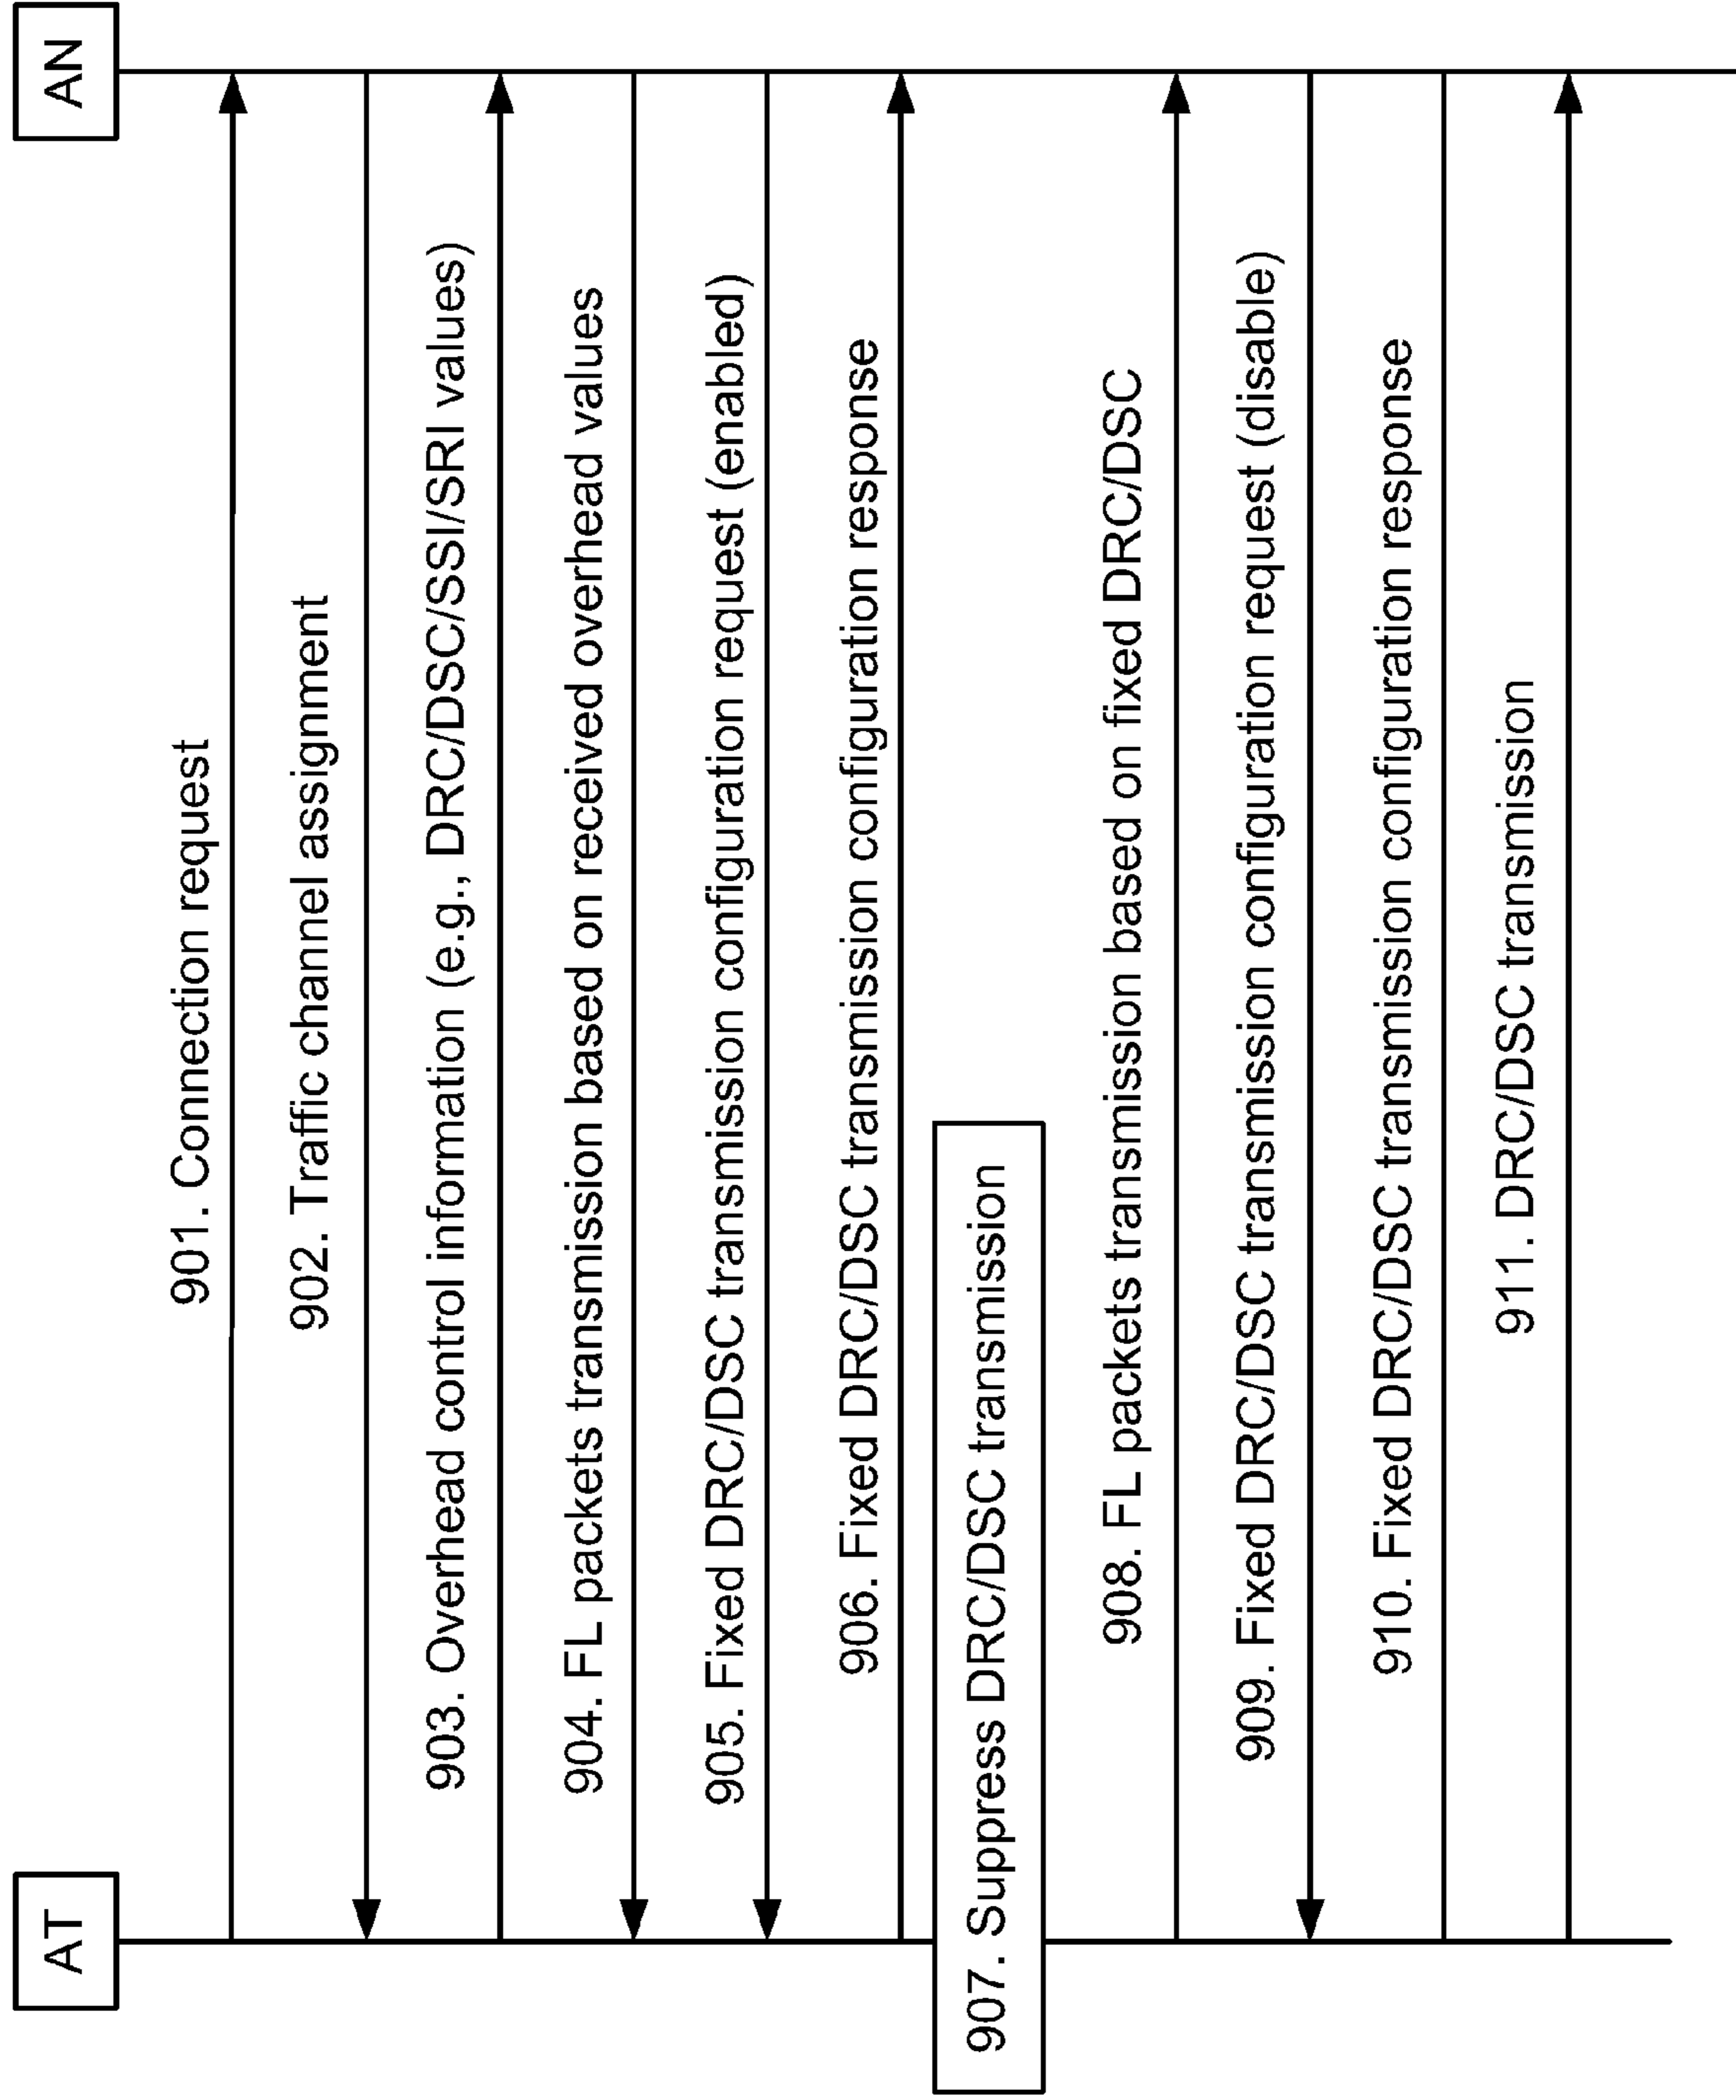 AT
AN
901. Connection request
902. Traffic channel assignment
903. Overhead control information (e.g., DRC/DSC/SSI/SRI values)
904. FL packets transmission based on received overhead values
905. Fixed DRC/DSC transmission configuration request (enabled)
906. Fixed DRC/DSC transmission configuration response
907. Suppress DRC/DSC transmission
908. FL packets transmission based on fixed DRC/DSC
909. Fixed DRC/DSC transmission configuration request (disable)
910. Fixed DRC/DSC transmission configuration response
911. DRC/DSC transmission